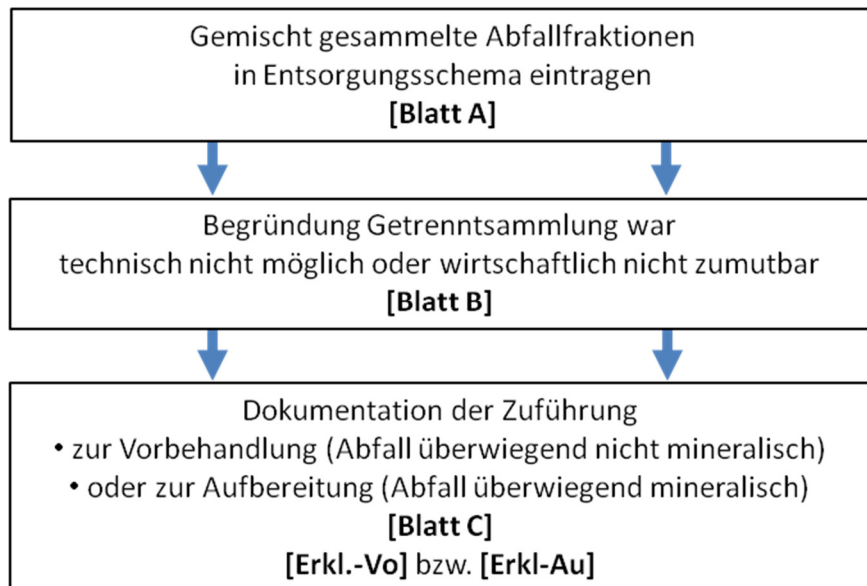 Gemischt gesammelte Abfallfraktionen
in Entsorgungsschema eintragen
[Blatt A]
Begründung Getrenntsammlung war
technisch nicht möglich oder wirtschaftlich nicht zumutbar
[Blatt B]
Dokumentation der Zuführung
• zur Vorbehandlung (Abfall überwiegend nicht mineralisch)
• oder zur Aufbereitung (Abfall überwiegend mineralisch)
[Blatt C]
[Erkl.-Vo] bzw. [Erkl-Au]